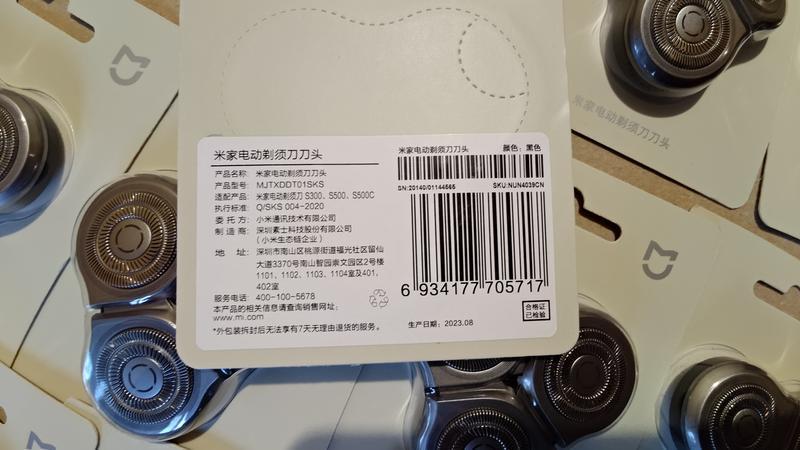 米家电动剃须刀刀头
产品名称: 米家电动剃须刀刀头
产品型号: MJTXDDT01SKS
适配产品: 米家电动剃须刀 S300、S500、S500C
执行标准: Q/SKS 004-2020
委 托 方: 小米通讯技术有限公司
制 造 商: 深圳素士科技股份有限公司
(小米生态链企业)
地 址: 深圳市南山区桃源街道福光社区留仙
大道3370号南山智园崇文园区2号楼
1101、1102、1103、1104室及401、
402室
服务电话: 400-100-5678
本产品的相关信息请查询销售网址:
www.mi.com
*外包装拆封后无法享有7天无理由退货的服务。
米家电动剃须刀刀头 颜色: 黑色
SN:20140/01144565 SKU:NUN4039CN
6 934177 705717
生产日期: 2023.08
合格证
已检验
米家电动剃须刀刀头